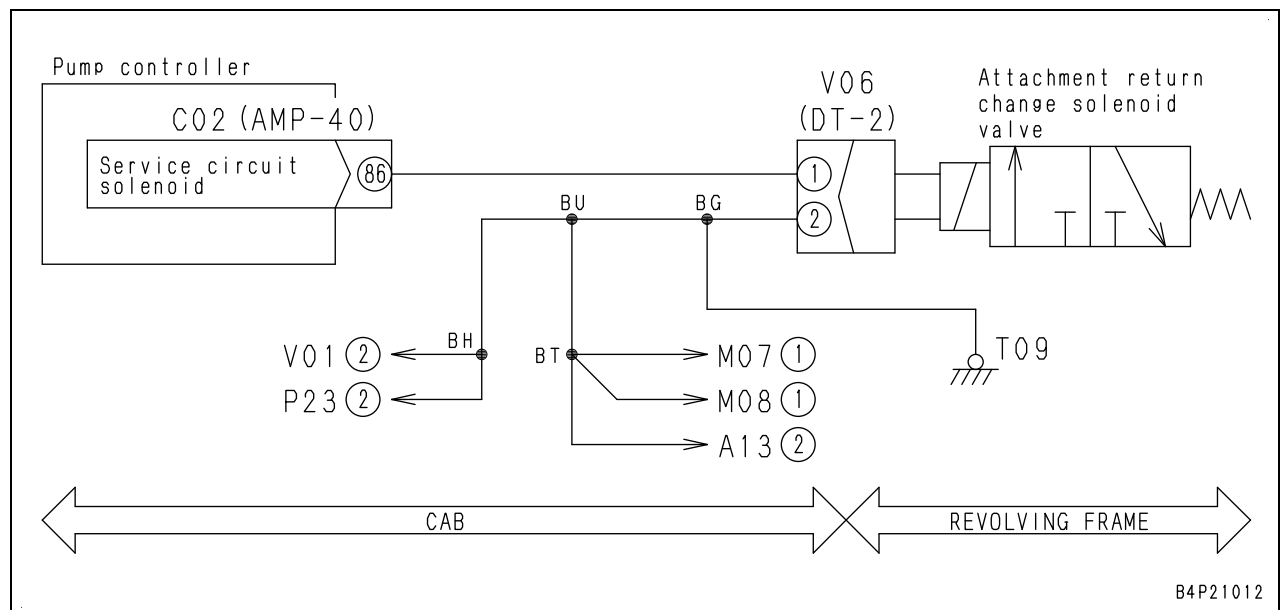 Pump controller
C02 (AMP-40)
Service circuit
solenoid
86
V06
(DT-2)
1
2
Attachment return
change solenoid
valve
BU
BG
BH
BT
V01 2
P23 2
M07 1
M08 1
A13 2
T09
CAB
REVOLVING FRAME
B4P21012